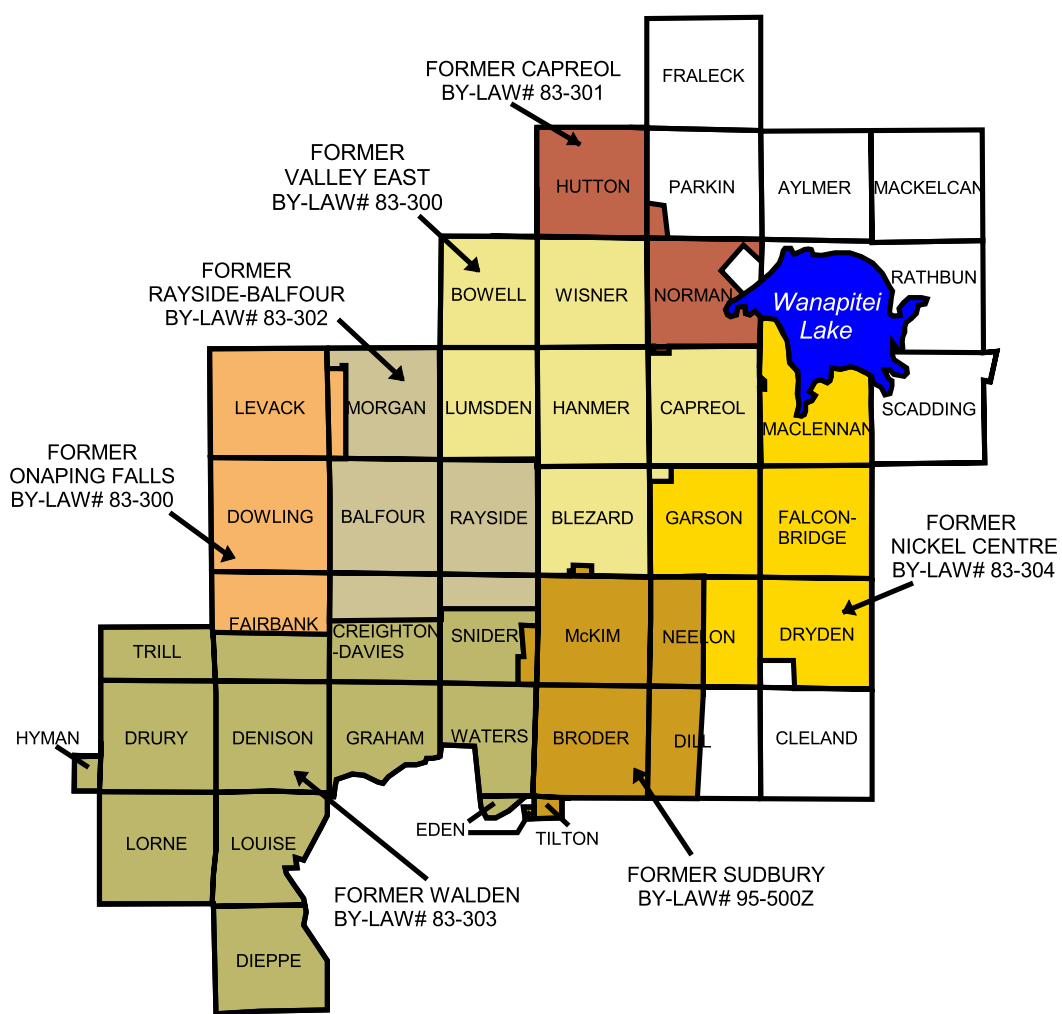 FRALECK
FORMER CAPREOL
BY-LAW# 83-301
HUTTON
PARKIN
AYLMER
MACKELCAN
FORMER
VALLEY EAST
BY-LAW# 83-300
FORMER
RAYSIDE-BALFOUR
BY-LAW# 83-302
BOWELL
WISNER
NORMAN
Wanapitei
Lake
RATHBUN
LEVACK
MORGAN
LUMSDEN
HANMER
CAPREOL
MACLENNAN
SCADDING
FORMER
ONAPING FALLS
BY-LAW# 83-300
DOWLING
BALFOUR
RAYSIDE
BLEZARD
GARSON
FALCON-
BRIDGE
FORMER
NICKEL CENTRE
BY-LAW# 83-304
FAIRBANK
TRILL
CREIGHTON
-DAVIES
SNIDER
McKIM
NEELON
DRYDEN
HYMAN
DRURY
DENISON
GRAHAM
WATERS
BRODER
DILL
CLELAND
LORNE
LOUISE
EDEN
TILTON
FORMER WALDEN
BY-LAW# 83-303
FORMER SUDBURY
BY-LAW# 95-500Z
DIEPPE